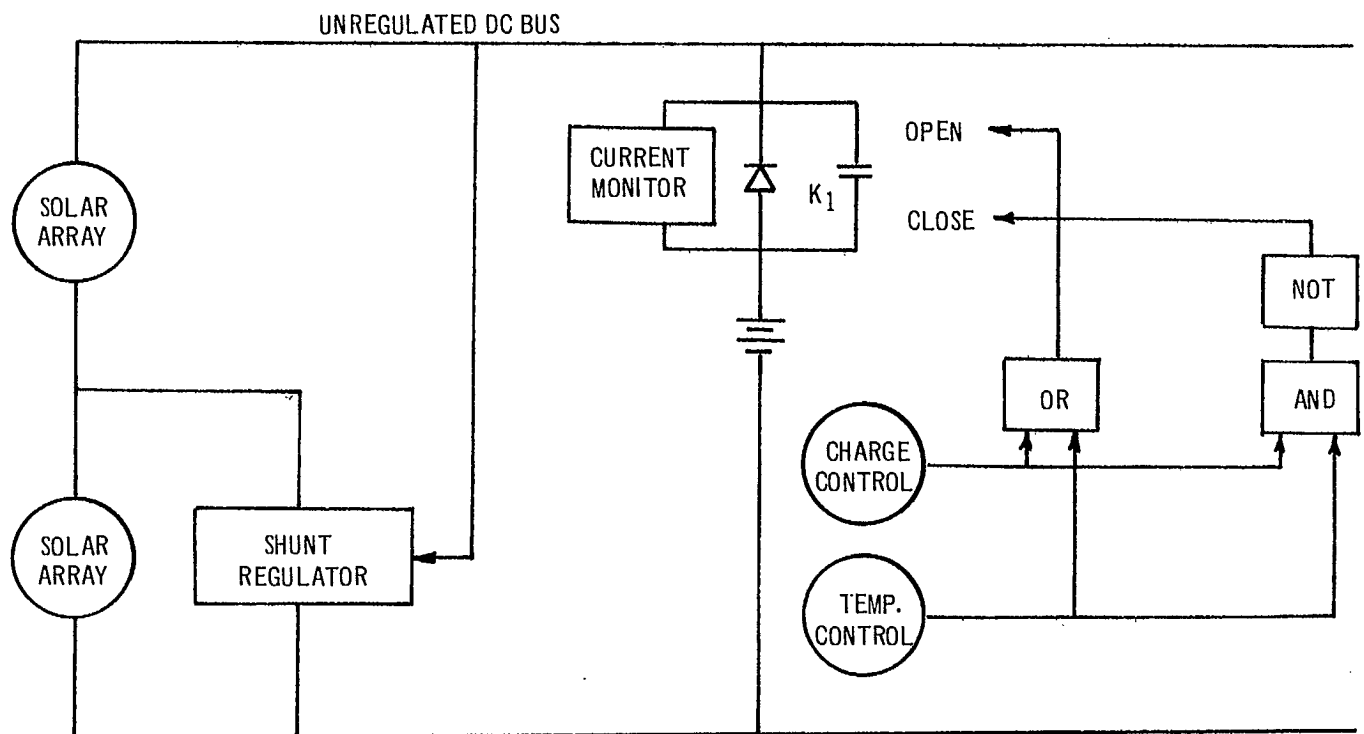 UNREGULATED DC BUS
SOLAR
ARRAY
CURRENT
MONITOR
K1
OPEN
CLOSE
NOT
OR
AND
CHARGE
CONTROL
SOLAR
ARRAY
SHUNT
REGULATOR
TEMP.
CONTROL